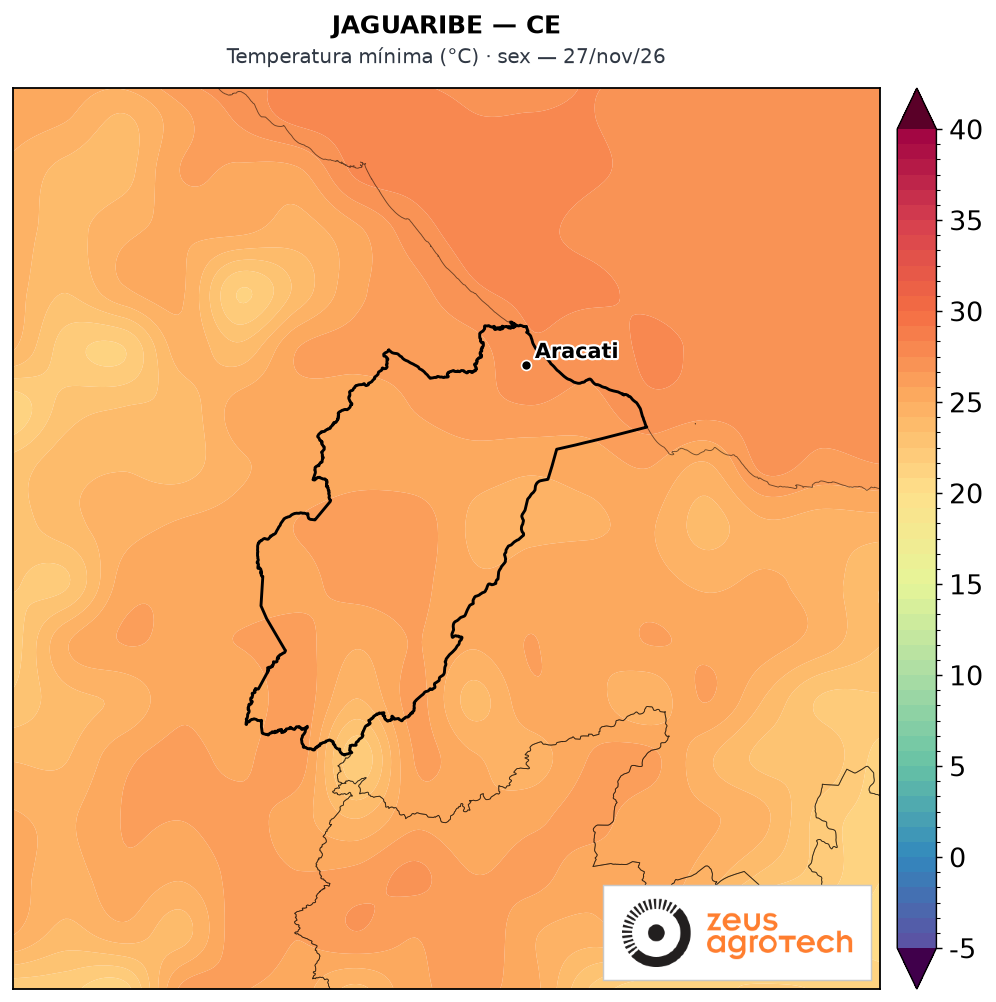 JAGUARIBE — CE
Temperatura mínima (°C) · sex — 27/nov/26
Aracati
40
35
30
25
20
15
10
5
0
-5
zeus
agrotech